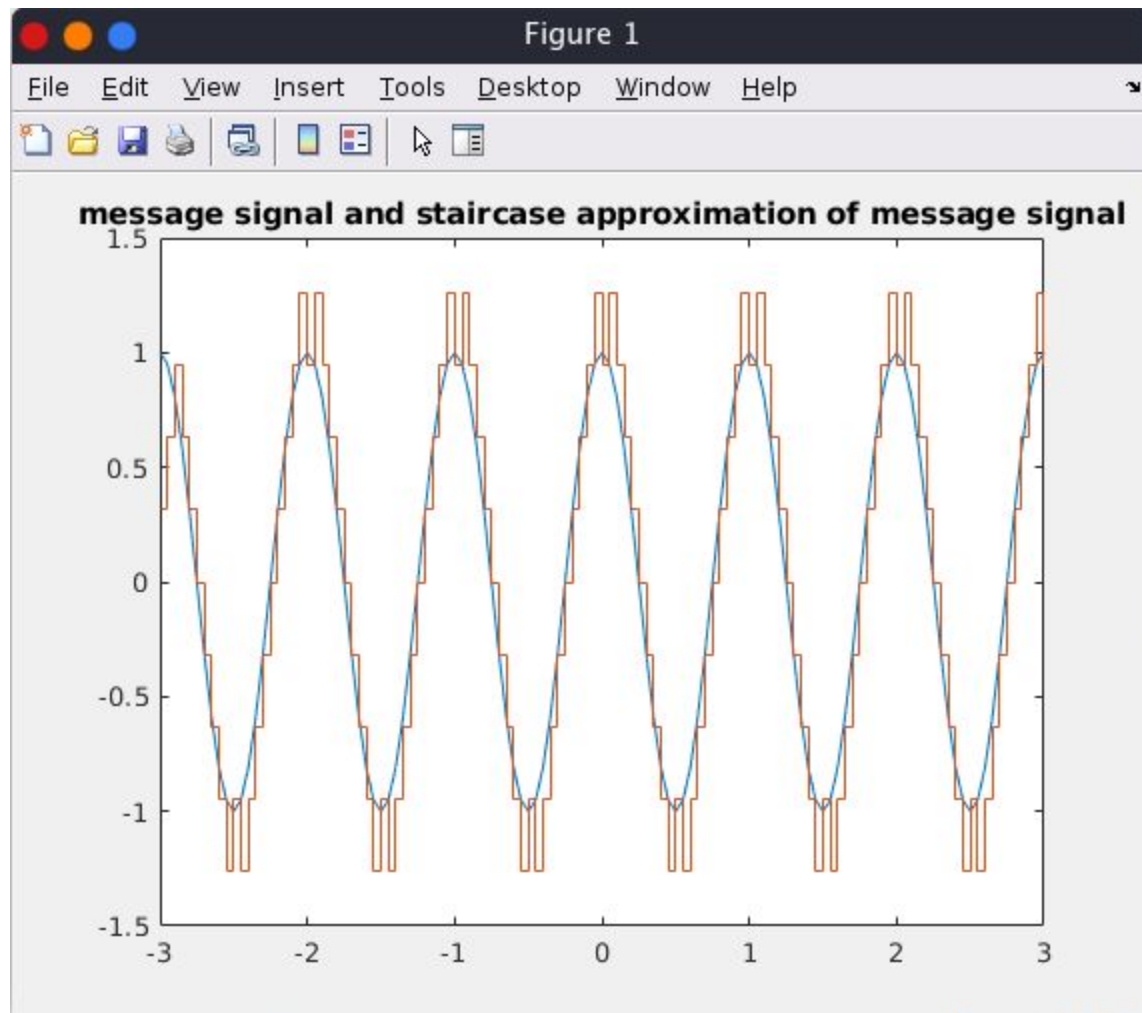 Figure 1
File Edit View Insert Tools Desktop Window Help
message signal and staircase approximation of message signal
1.5
1
0.5
0
-0.5
-1
-1.5
-3 -2 -1 0 1 2 3